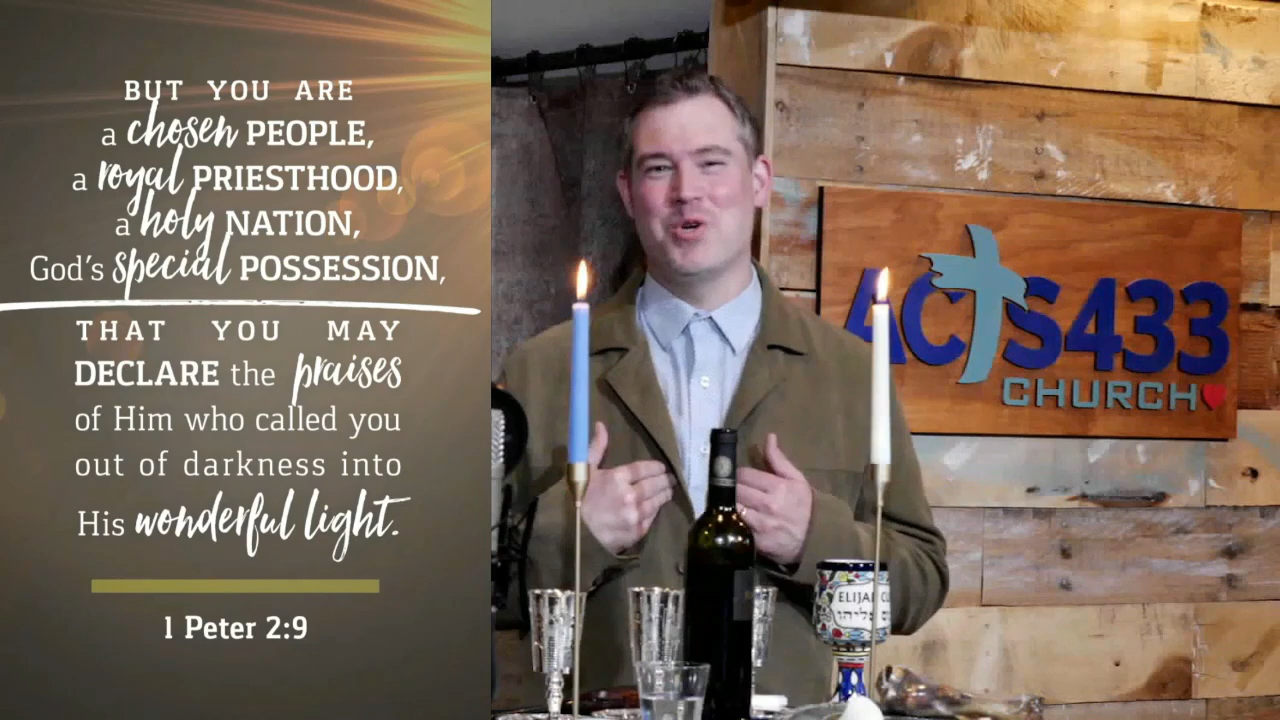 BUT YOU ARE
a chosen PEOPLE,
a royal PRIESTHOOD,
a holy NATION,
God's special POSSESSION,
THAT YOU MAY
DECLARE the praises
of Him who called you
out of darkness into
His wonderful light.
1 Peter 2:9
ACTS433
CHURCH
ELIJAH
אליהו